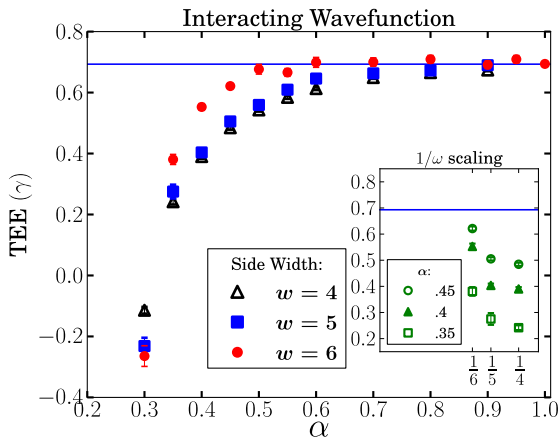 Interacting Wavefunction
0.8
0.6
0.4
0.2
0.0
−0.2
−0.4
TEE (γ)
0.2 0.3 0.4 0.5 0.6 0.7 0.8 0.9 1.0
α
Side Width:
w = 4
w = 5
w = 6
1/ω scaling
0.8
0.7
0.6
0.5
0.4
0.3
0.2
α:
.45
.4
.35
1/6 1/5 1/4